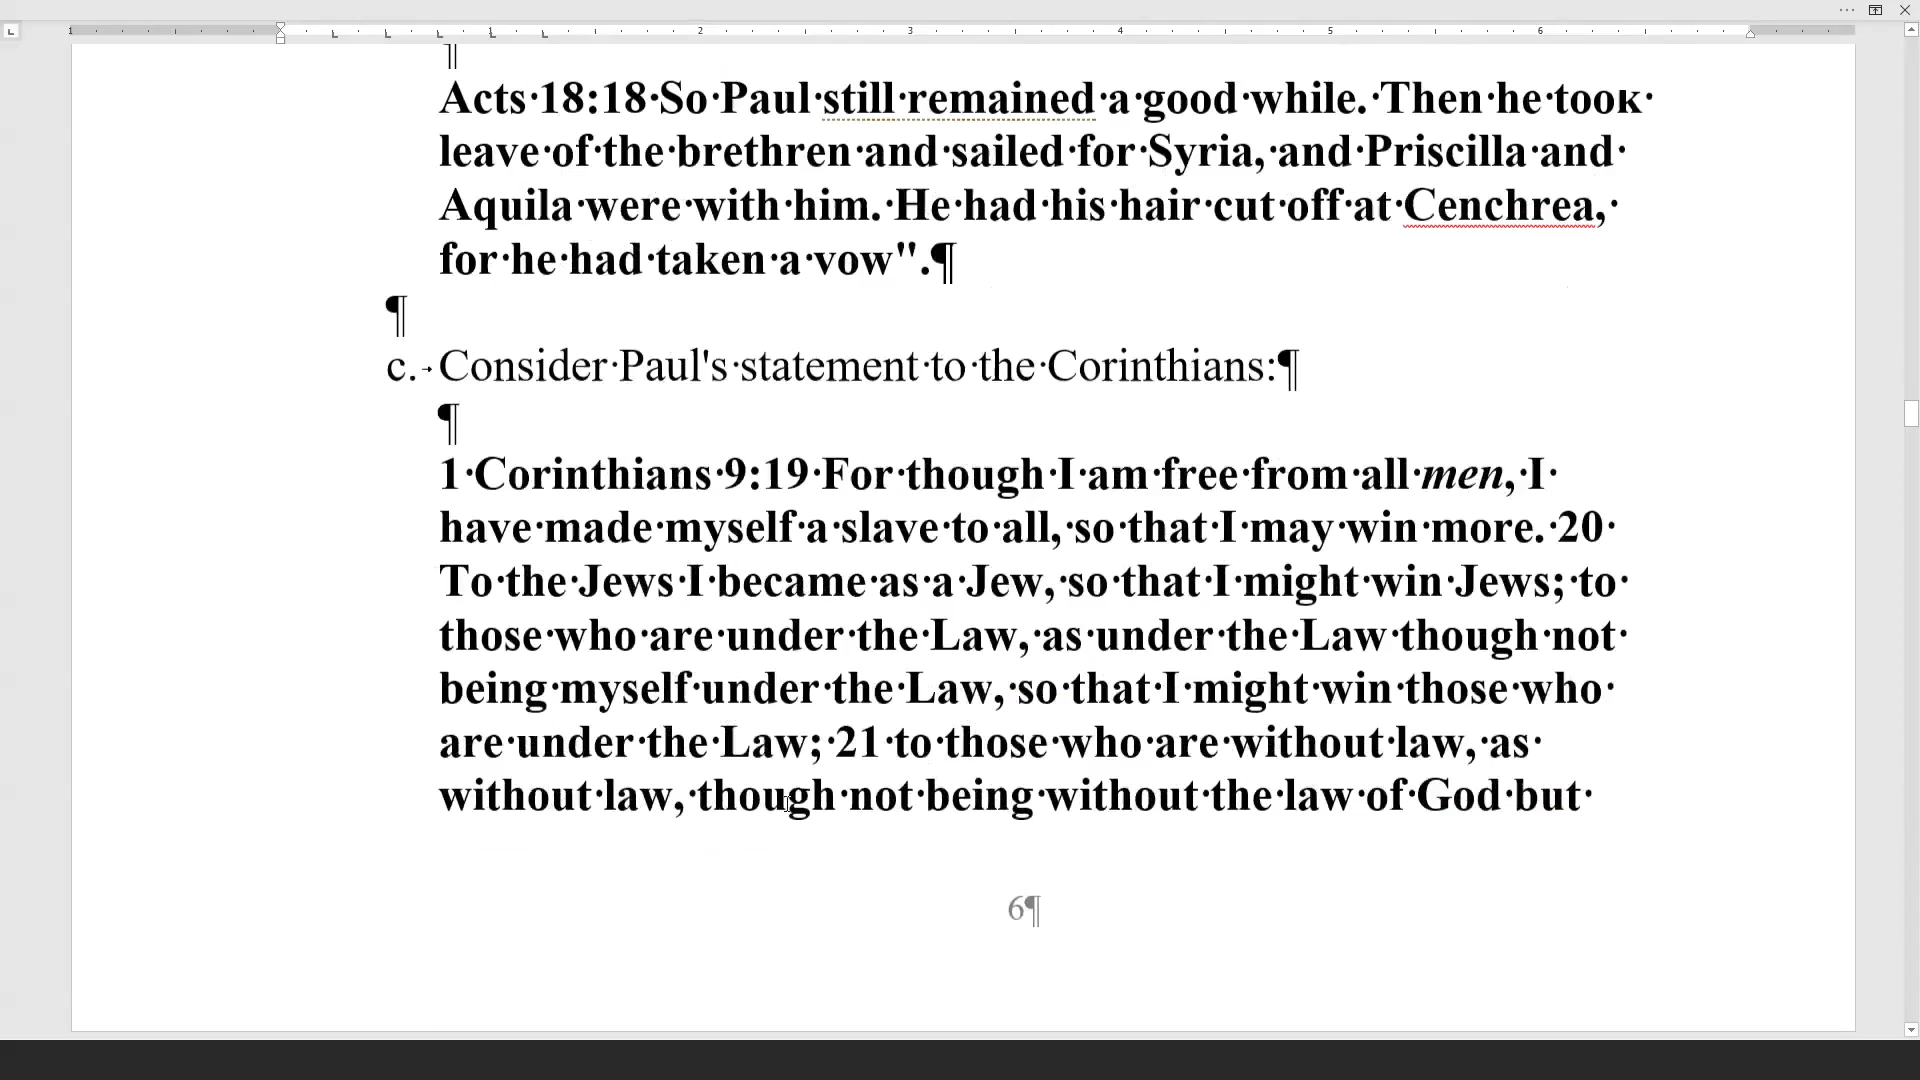 1 2 3 4 5 6
¶
Acts·18:18·So·Paul·still·remained·a·good·while.·Then·he·took·
leave·of·the·brethren·and·sailed·for·Syria,·and·Priscilla·and·
Aquila·were·with·him.·He·had·his·hair·cut·off·at·Cenchrea,·
for·he·had·taken·a·vow".¶
¶
c.→Consider·Paul's·statement·to·the·Corinthians:¶
¶
1·Corinthians·9:19·For·though·I·am·free·from·all·men,·I·
have·made·myself·a·slave·to·all,·so·that·I·may·win·more.·20·
To·the·Jews·I·became·as·a·Jew,·so·that·I·might·win·Jews;·to·
those·who·are·under·the·Law,·as·under·the·Law·though·not·
being·myself·under·the·Law,·so·that·I·might·win·those·who·
are·under·the·Law;·21·to·those·who·are·without·law,·as·
without·law,·though·not·being·without·the·law·of·God·but·
6¶